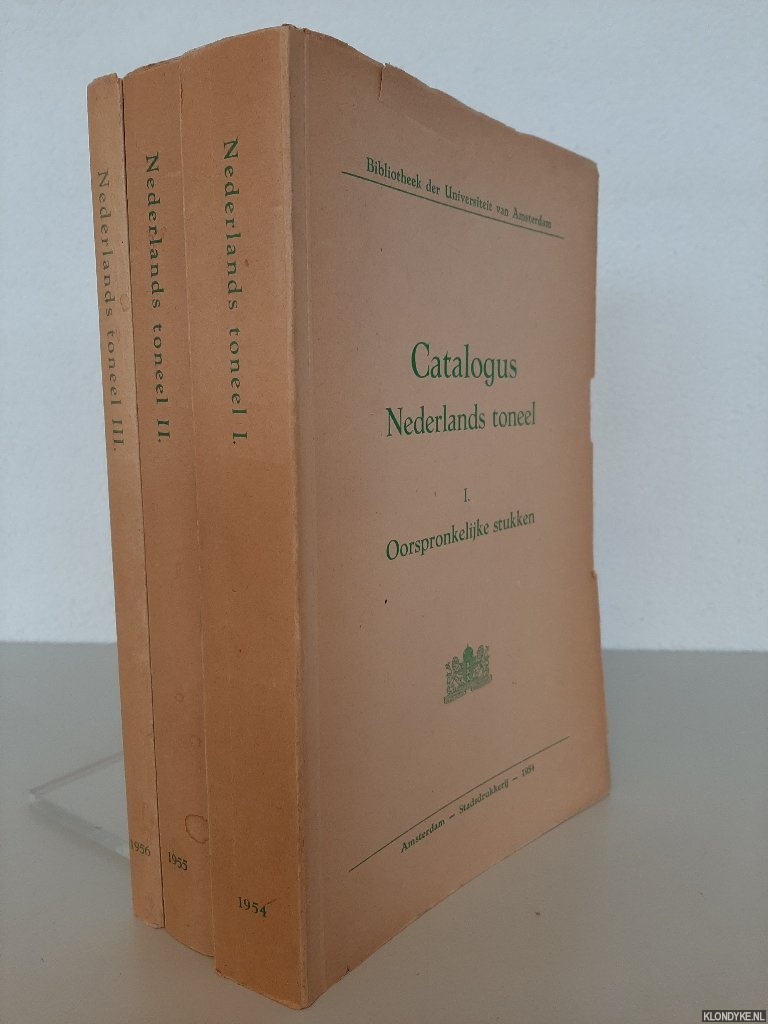 Nederlands toneel III.
1956
Nederlands toneel II.
1955
Nederlands toneel I.
1954
Bibliotheek der Universiteit van Amsterdam
Catalogus
Nederlands toneel
I.
Oorspronkelijke stukken
Amsterdam — Stadsdrukkerij — 1954
KLONDYKE.NL